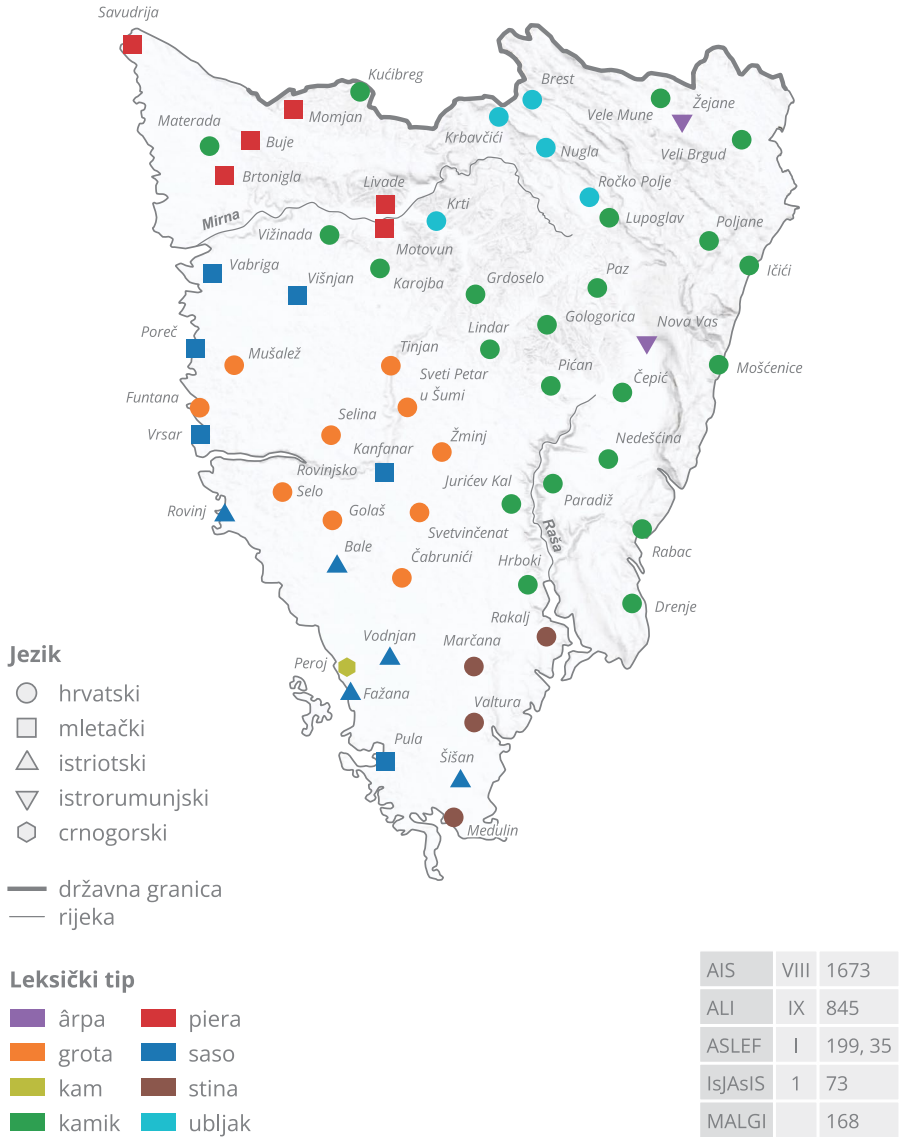 Savudrija
Kućibreg
Brest
Žejane
Vele Mune
Momjan
Materada
Krbavčići
Buje
Nugla
Veli Brgud
Brtonigla
Livade
Ročko Polje
Krti
Mirna
Lupoglav
Poljane
Vižinada
Motovun
Vabriga
Višnjan
Karojba
Grdoselo
Paz
Ičići
Gologorica
Nova Vas
Lindar
Poreč
Mušalež
Tinjan
Pićan
Čepić
Mošćenice
Sveti Petar
u Šumi
Funtana
Selina
Vrsar
Kanfanar
Žminj
Nedešćina
Rovinjsko
Selo
Jurićev Kal
Paradiž
Rovinj
Golaš
Svetvinčenat
Raša
Bale
Čabrunići
Hrboki
Rabac
Drenje
Rakalj
Vodnjan
Marčana
Peroj
Fažana
Valtura
Pula
Šišan
Medulin
Jezik
hrvatski
mletački
istriotski
istrorumunjski
crnogorski
državna granica
rijeka
Leksički tip
ârpa
grota
kam
kamik
piera
saso
stina
ubljak
AIS VIII 1673
ALI IX 845
ASLEF I 199, 35
IsJAsIS 1 73
MALGI 168